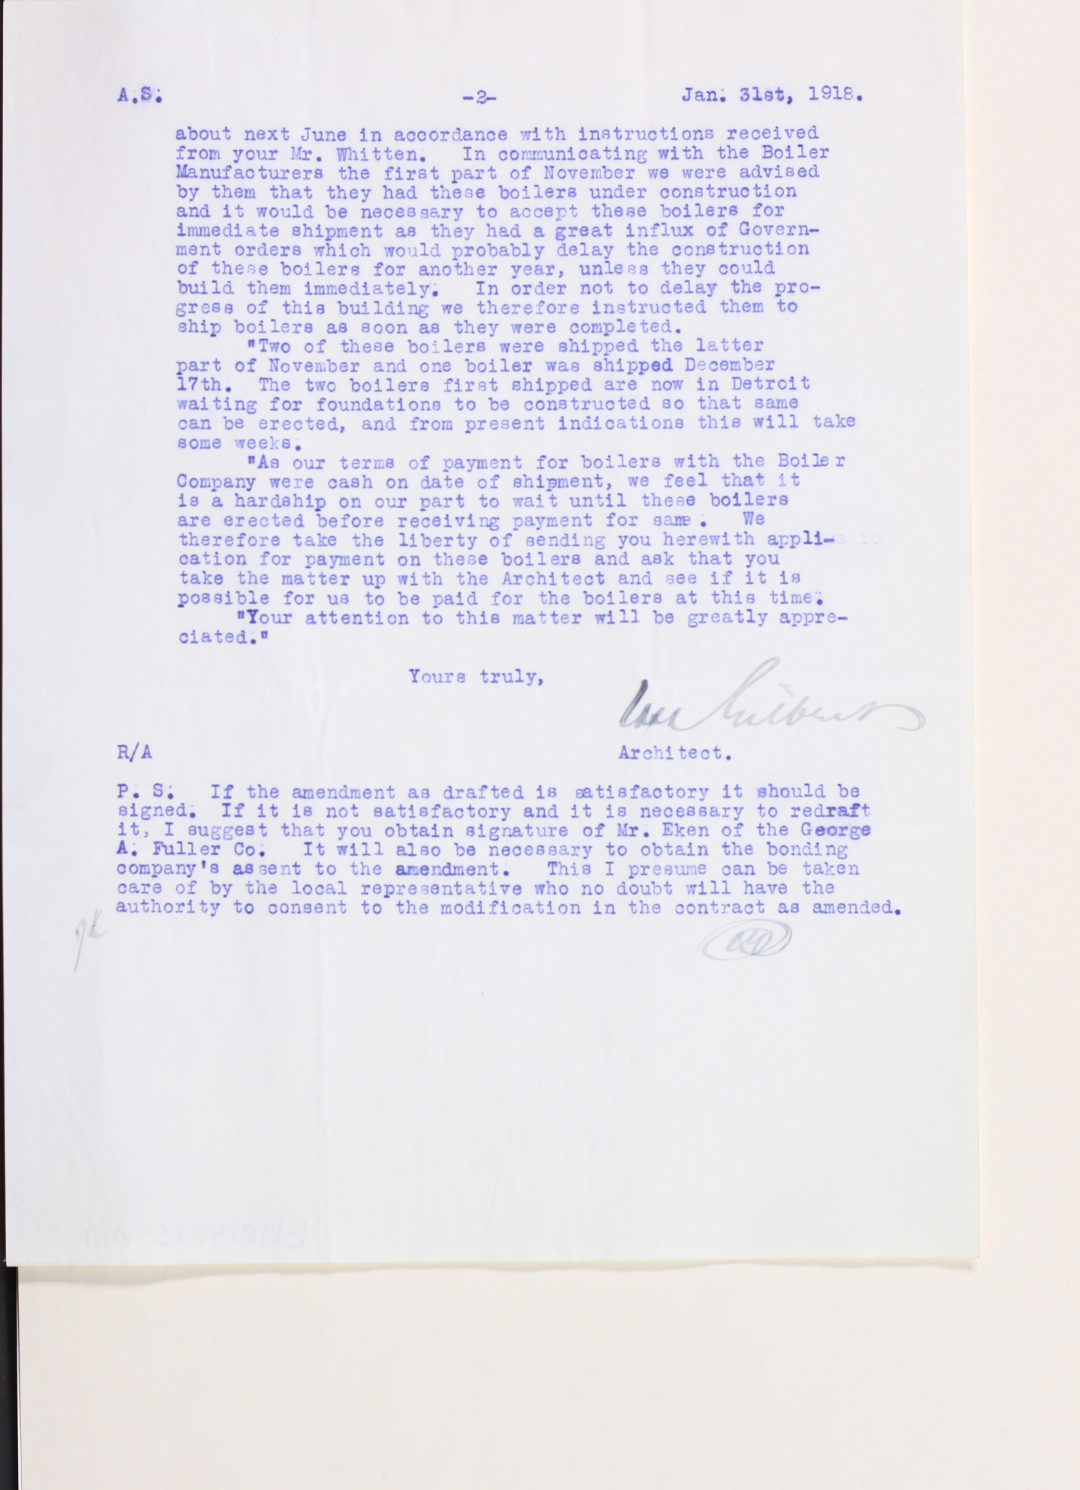 A.S. -2- Jan. 31st, 1918.
about next June in accordance with instructions received
from your Mr. Whitten. In communicating with the Boiler
Manufacturers the first part of November we were advised
by them that they had these boilers under construction
and it would be necessary to accept these boilers for
immediate shipment as they had a great influx of Govern-
ment orders which would probably delay the construction
of these boilers for another year, unless they could
build them immediately. In order not to delay the pro-
gress of this building we therefore instructed them to
ship boilers as soon as they were completed.
"Two of these boilers were shipped the latter
part of November and one boiler was shipped December
17th. The two boilers first shipped are now in Detroit
waiting for foundations to be constructed so that same
can be erected, and from present indications this will take
some weeks.
"As our terms of payment for boilers with the Boiler
Company were cash on date of shipment, we feel that it
is a hardship on our part to wait until these boilers
are erected before receiving payment for same. We
therefore take the liberty of sending you herewith appli-
cation for payment on these boilers and ask that you
take the matter up with the Architect and see if it is
possible for us to be paid for the boilers at this time.
"Your attention to this matter will be greatly appre-
ciated."
Yours truly,
Cass Gilbert
R/A Architect.
P. S. If the amendment as drafted is satisfactory it should be
signed. If it is not satisfactory and it is necessary to redraft
it, I suggest that you obtain signature of Mr. Eken of the George
A. Fuller Co. It will also be necessary to obtain the bonding
company's assent to the amendment. This I presume can be taken
care of by the local representative who no doubt will have the
authority to consent to the modification in the contract as amended.